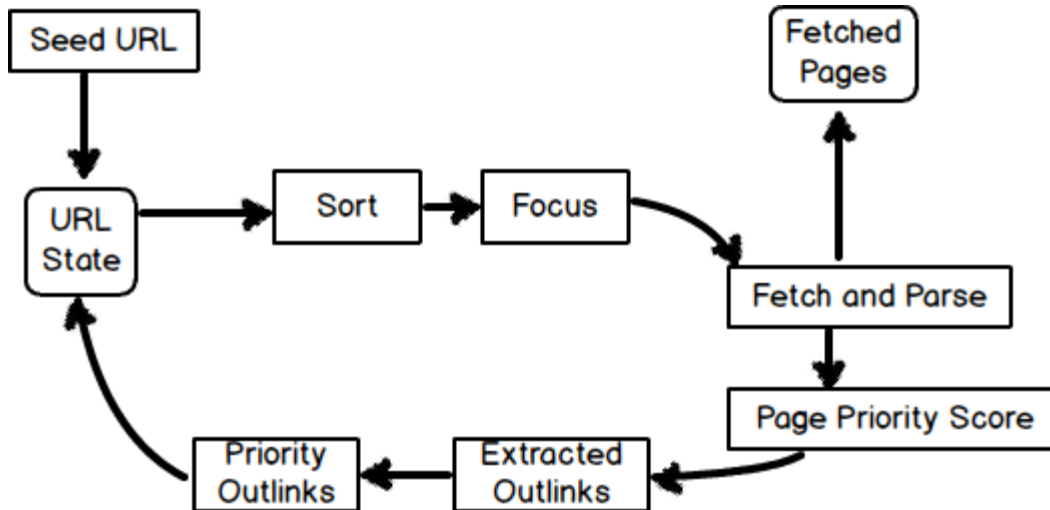 Seed URL
Fetched
Pages
URL
State
Sort
Focus
Fetch and Parse
Page Priority Score
Extracted
Outlinks
Priority
Outlinks